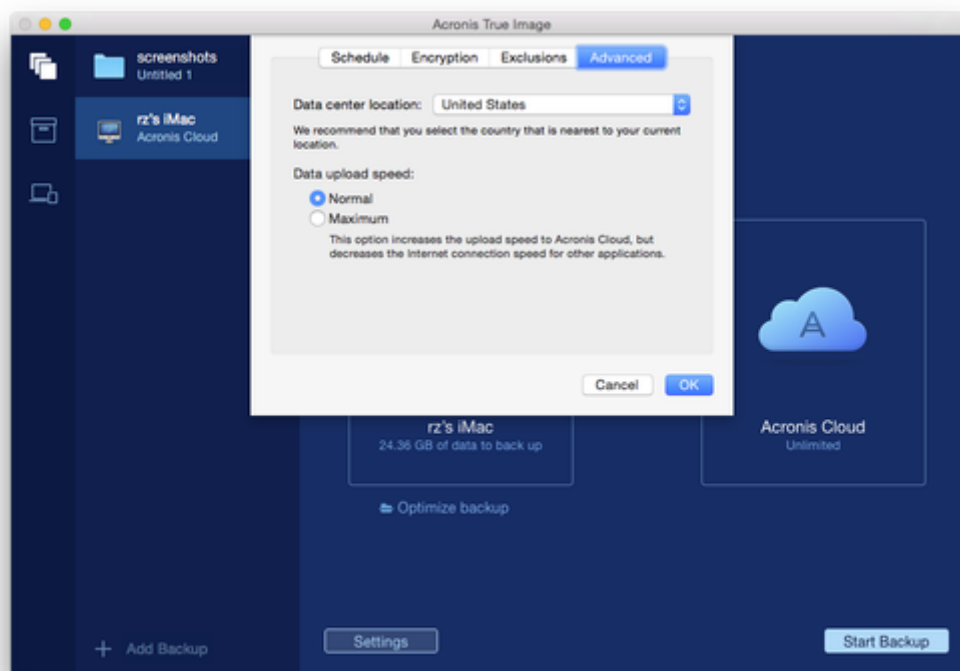 Acronis True Image
screenshots
Untitled 1
rz's iMac
Acronis Cloud
Schedule Encryption Exclusions Advanced
Data center location: United States
We recommend that you select the country that is nearest to your current
location.
Data upload speed:
Normal
Maximum
This option increases the upload speed to Acronis Cloud, but
decreases the Internet connection speed for other applications.
Cancel OK
rz's iMac
24.36 GB of data to back up
Acronis Cloud
Unlimited
Optimize backup
Add Backup
Settings
Start Backup